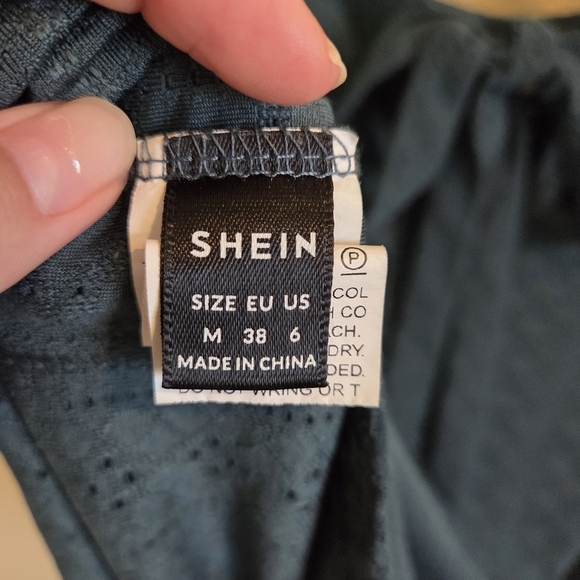 SHEIN
SIZE EU US
M 38 6
MADE IN CHINA
P
COL
H CO
CH.
DRY.
DED.
DO NOT WRING OR T